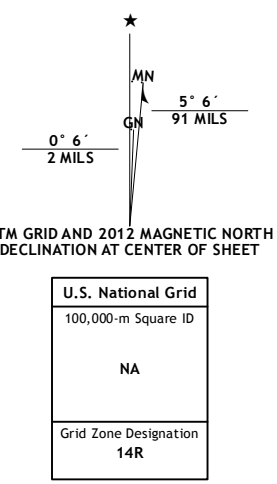 MN
GN
5° 6´
91 MILS
0° 6´
2 MILS
TM GRID AND 2012 MAGNETIC NORTH
DECLINATION AT CENTER OF SHEET
U.S. National Grid
100,000-m Square ID
NA
Grid Zone Designation
14R